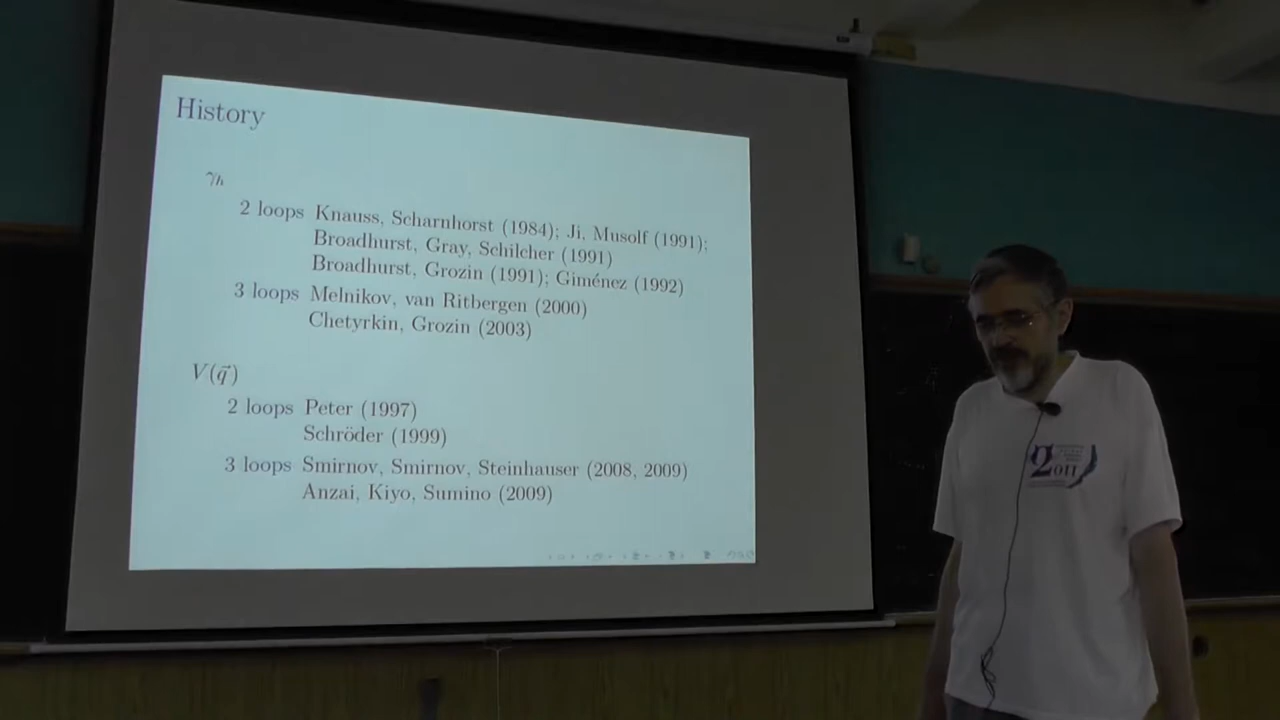 History
γh
2 loops Knauss, Scharnhorst (1984); Ji, Musolf (1991);
Broadhurst, Gray, Schilcher (1991)
Broadhurst, Grozin (1991); Giménez (1992)
3 loops Melnikov, van Ritbergen (2000)
Chetyrkin, Grozin (2003)
V(q⃗)
2 loops Peter (1997)
Schröder (1999)
3 loops Smirnov, Smirnov, Steinhauser (2008, 2009)
Anzai, Kiyo, Sumino (2009)
2011